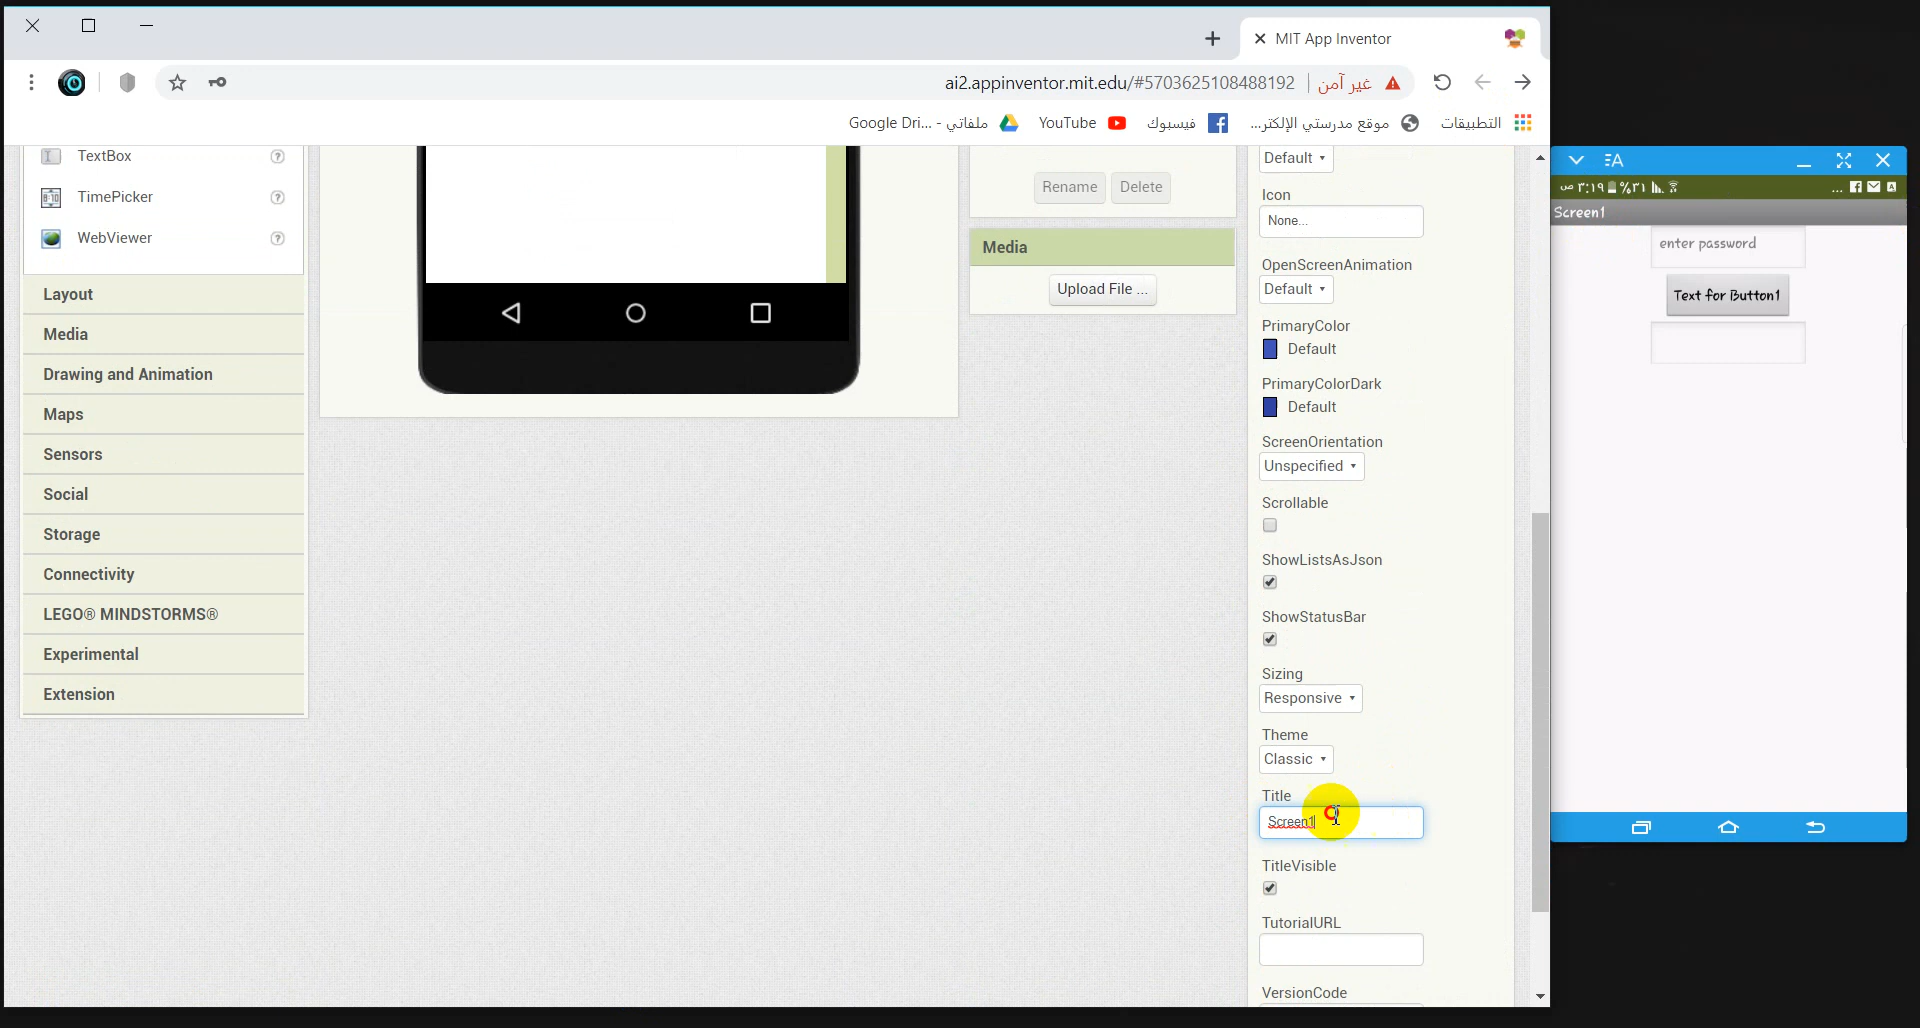 MIT App Inventor
ai2.appinventor.mit.edu/#5703625108488192
غير آمن
التطبيقات
موقع مدرستي الإلكتر...
فيسبوك
YouTube
ملفاتي - Google Dri...
TextBox
TimePicker
WebViewer
Layout
Media
Drawing and Animation
Maps
Sensors
Social
Storage
Connectivity
LEGO® MINDSTORMS®
Experimental
Extension
Rename
Delete
Media
Upload File ...
Default
Icon
None...
OpenScreenAnimation
Default
PrimaryColor
Default
PrimaryColorDark
Default
ScreenOrientation
Unspecified
Scrollable
ShowListsAsJson
ShowStatusBar
Sizing
Responsive
Theme
Classic
Title
Screen1
TitleVisible
TutorialURL
VersionCode
ص ٣:١٩
%٣١
Screen1
enter password
Text for Button1